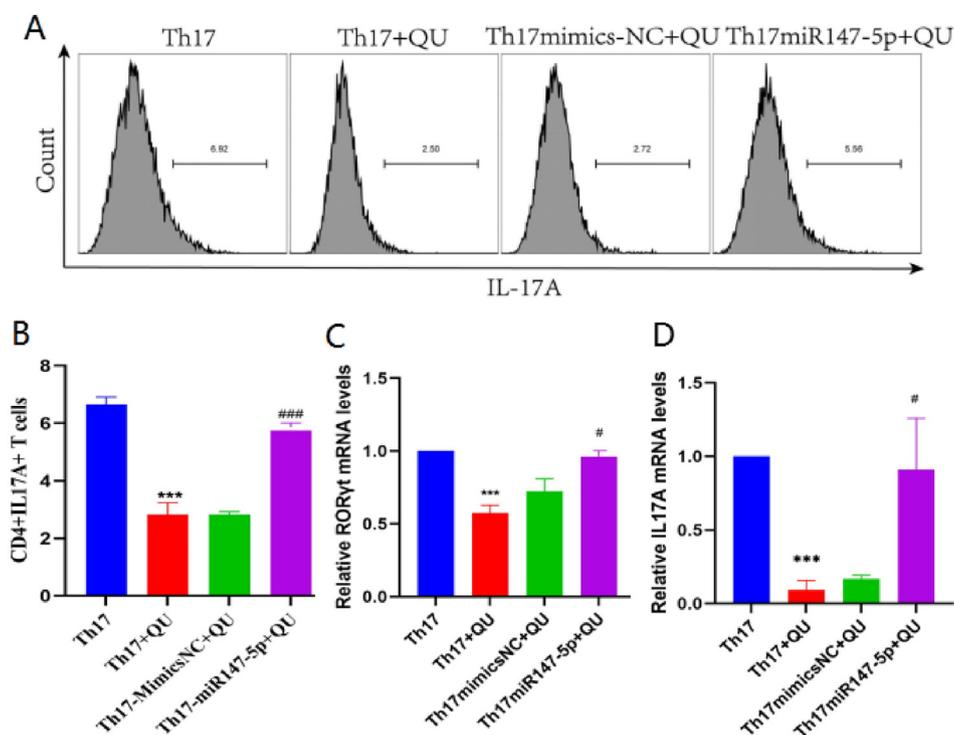 A
Th17
Th17+QU
Th17mimics-NC+QU
Th17miR147-5p+QU
Count
6.92
2.50
2.72
5.56
IL-17A
B
CD4+IL17A+ T cells
8
6
4
2
0
***
###
Th17
Th17+QU
Th17-MimicsNC+QU
Th17-miR147-5p+QU
C
Relative RORγt mRNA levels
1.5
1.0
0.5
0.0
***
#
Th17
Th17+QU
Th17mimicsNC+QU
Th17miR147-5p+QU
D
Relative IL17A mRNA levels
1.5
1.0
0.5
0.0
***
#
Th17
Th17+QU
Th17mimicsNC+QU
Th17miR147-5p+QU